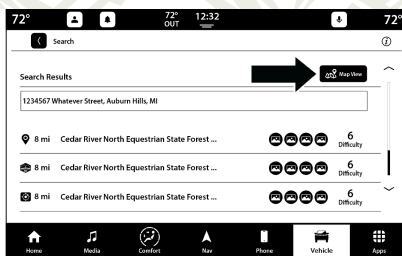 72° 72° OUT 12:32 72°
Search
Search Results Map View
1234567 Whatever Street, Auburn Hills, MI
8 mi Cedar River North Equestrian State Forest ... 6 Difficulty
8 mi Cedar River North Equestrian State Forest ... 6 Difficulty
8 mi Cedar River North Equestrian State Forest ... 6 Difficulty
Home Media Comfort Nav Phone Vehicle Apps